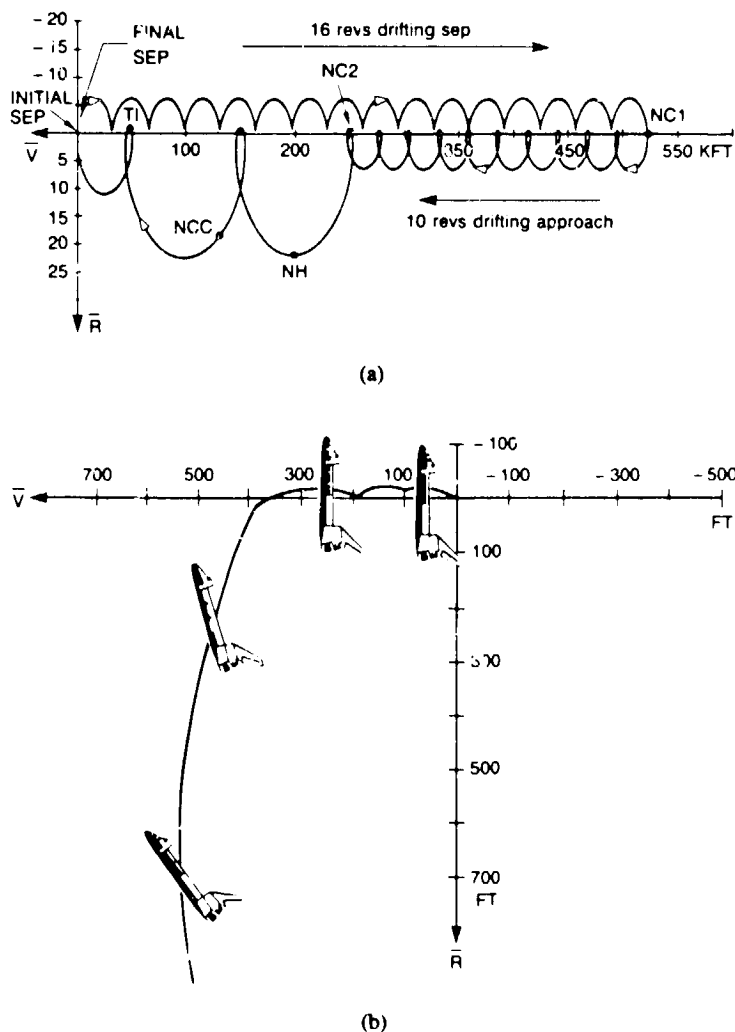 - 20
- 15
- 10
- 5
FINAL
SEP
16 revs drifting sep
NC2
INITIAL
SEP
TI
NC1
V
100
200
350
450
550 KFT
5
10
15
20
25
NCC
NH
10 revs drifting approach
R
(a)
V
700
500
300
100
- 100
- 300
- 500
FT
- 100
100
300
500
700
FT
R
(b)